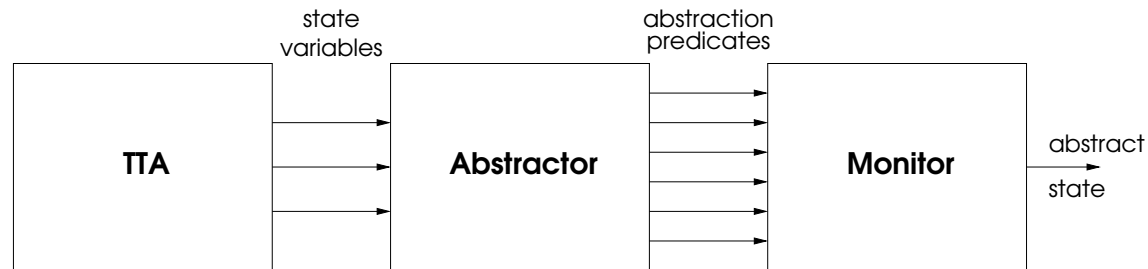 state
variables
abstraction
predicates
TTA
Abstractor
Monitor
abstract
state